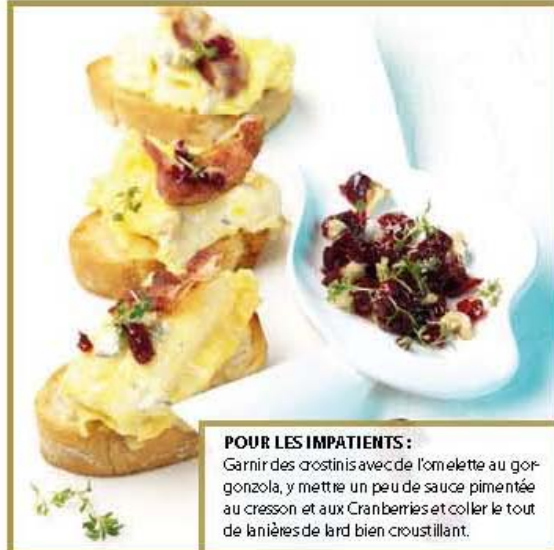 POUR LES IMPATIENTS :
Garnir des crostinis avec de l'omelette au gor-
gonzola, y mettre un peu de sauce pimentée
au cresson et aux Cranberries et coller le tout
de lanières de lard bien croustillant.